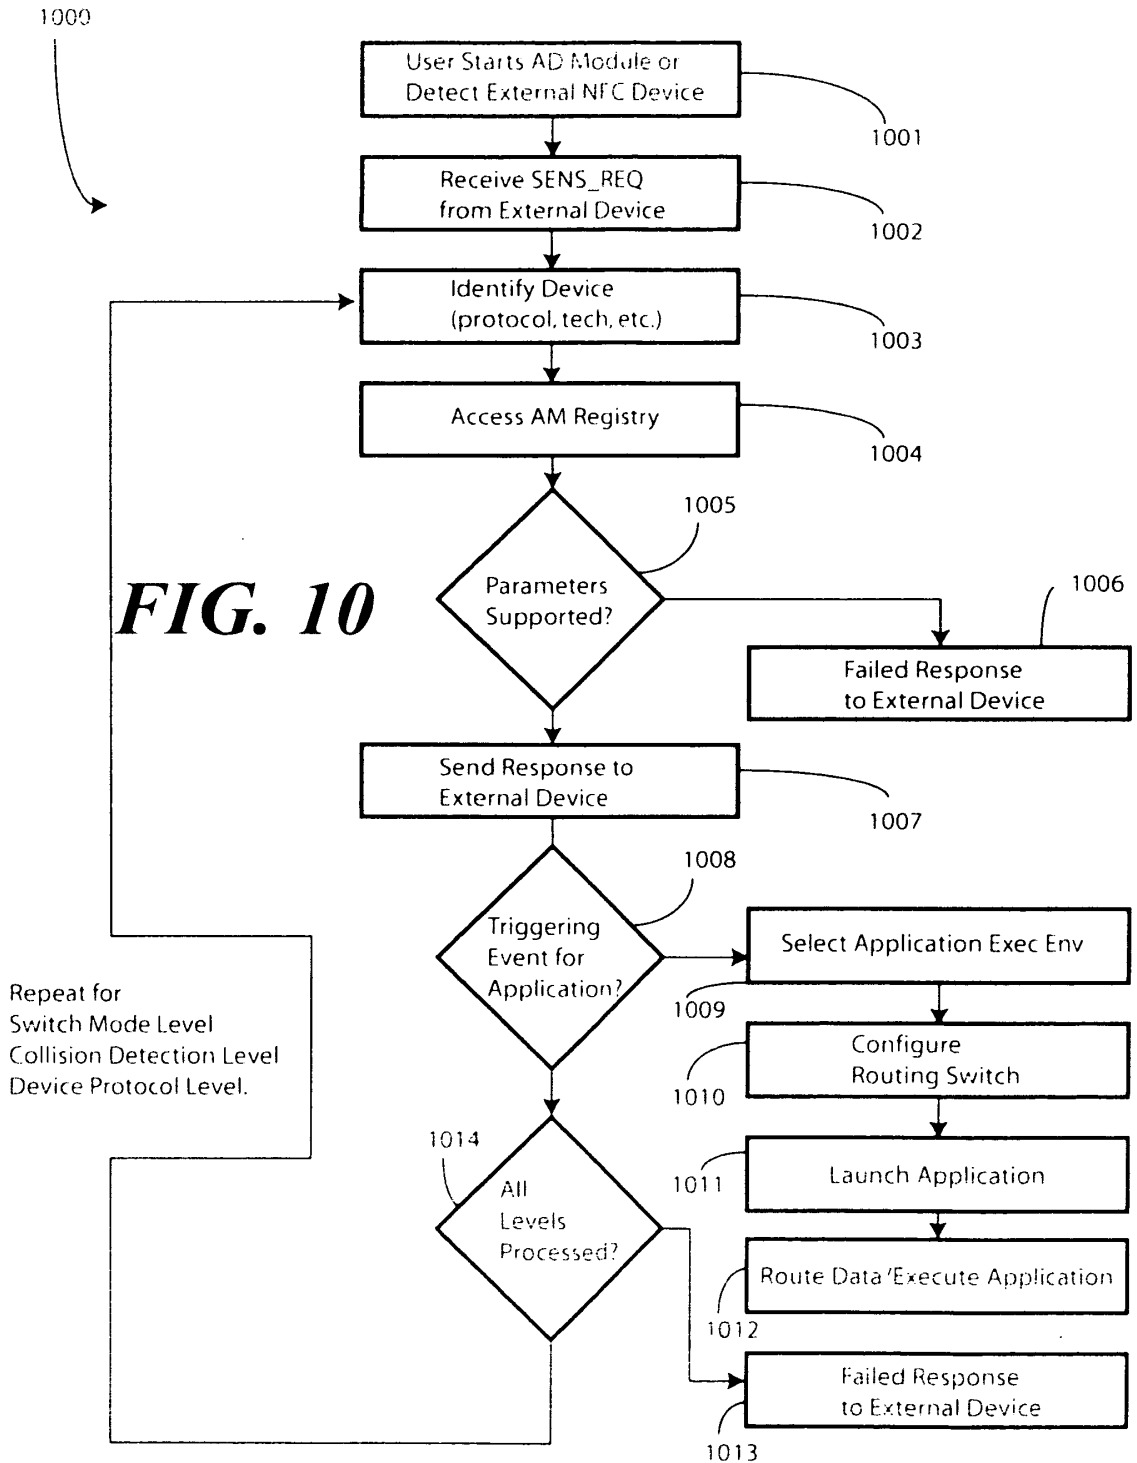 1000
User Starts AD Module or
Detect External NFC Device
1001
Receive SENS_REQ
from External Device
1002
Identify Device
(protocol, tech, etc.)
1003
Access AM Registry
1004
1005
Parameters
Supported?
FIG. 10
1006
Failed Response
to External Device
Send Response to
External Device
1007
1008
Triggering
Event for
Application?
Select Application Exec Env
1009
Configure
Routing Switch
1010
Repeat for
Switch Mode Level
Collision Detection Level
Device Protocol Level.
1014
All
Levels
Processed?
Launch Application
1011
Route Data/Execute Application
1012
Failed Response
to External Device
1013